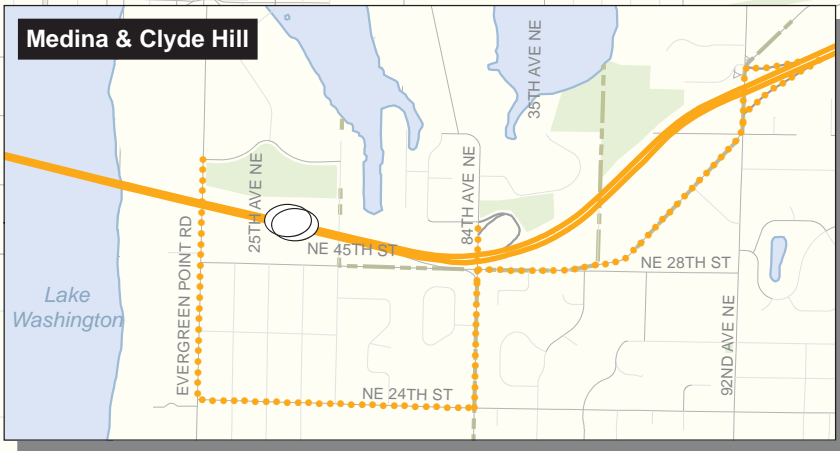 Medina & Clyde Hill
35TH AVE NE
25TH AVE NE
84TH AVE NE
EVERGREEN POINT RD
NE 45TH ST
NE 28TH ST
Lake
Washington
92ND AVE NE
NE 24TH ST